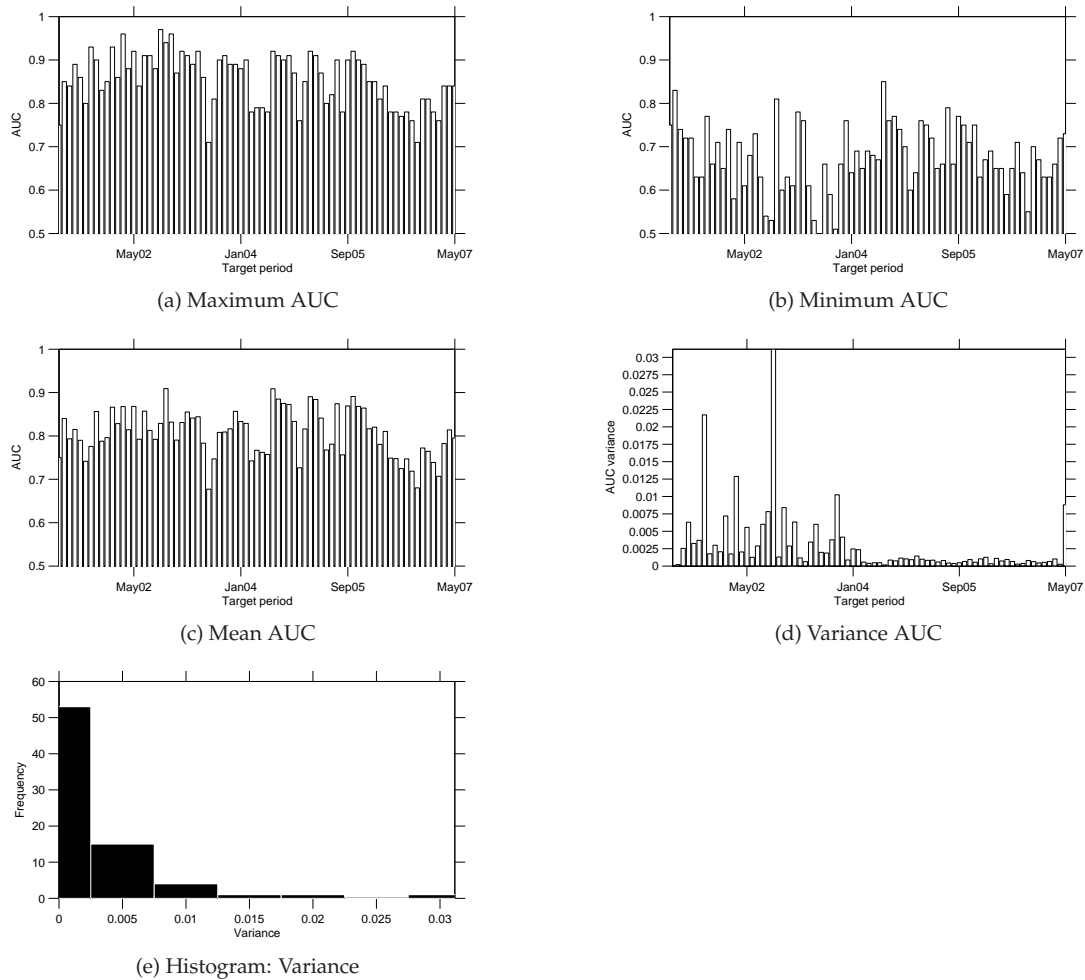 1
0.9
0.8
0.7
0.6
0.5
AUC
May02 Jan04 Sep05 May07
Target period
(a) Maximum AUC
1
0.9
0.8
0.7
0.6
0.5
AUC
May02 Jan04 Sep05 May07
Target period
(b) Minimum AUC
1
0.9
0.8
0.7
0.6
0.5
AUC
May02 Jan04 Sep05 May07
Target period
(c) Mean AUC
0.03
0.0275
0.025
0.0225
0.02
0.0175
0.015
0.0125
0.01
0.0075
0.005
0.0025
0
AUC variance
May02 Jan04 Sep05 May07
Target period
(d) Variance AUC
60
50
40
30
20
10
0
Frequency
0 0.005 0.01 0.015 0.02 0.025 0.03
Variance
(e) Histogram: Variance